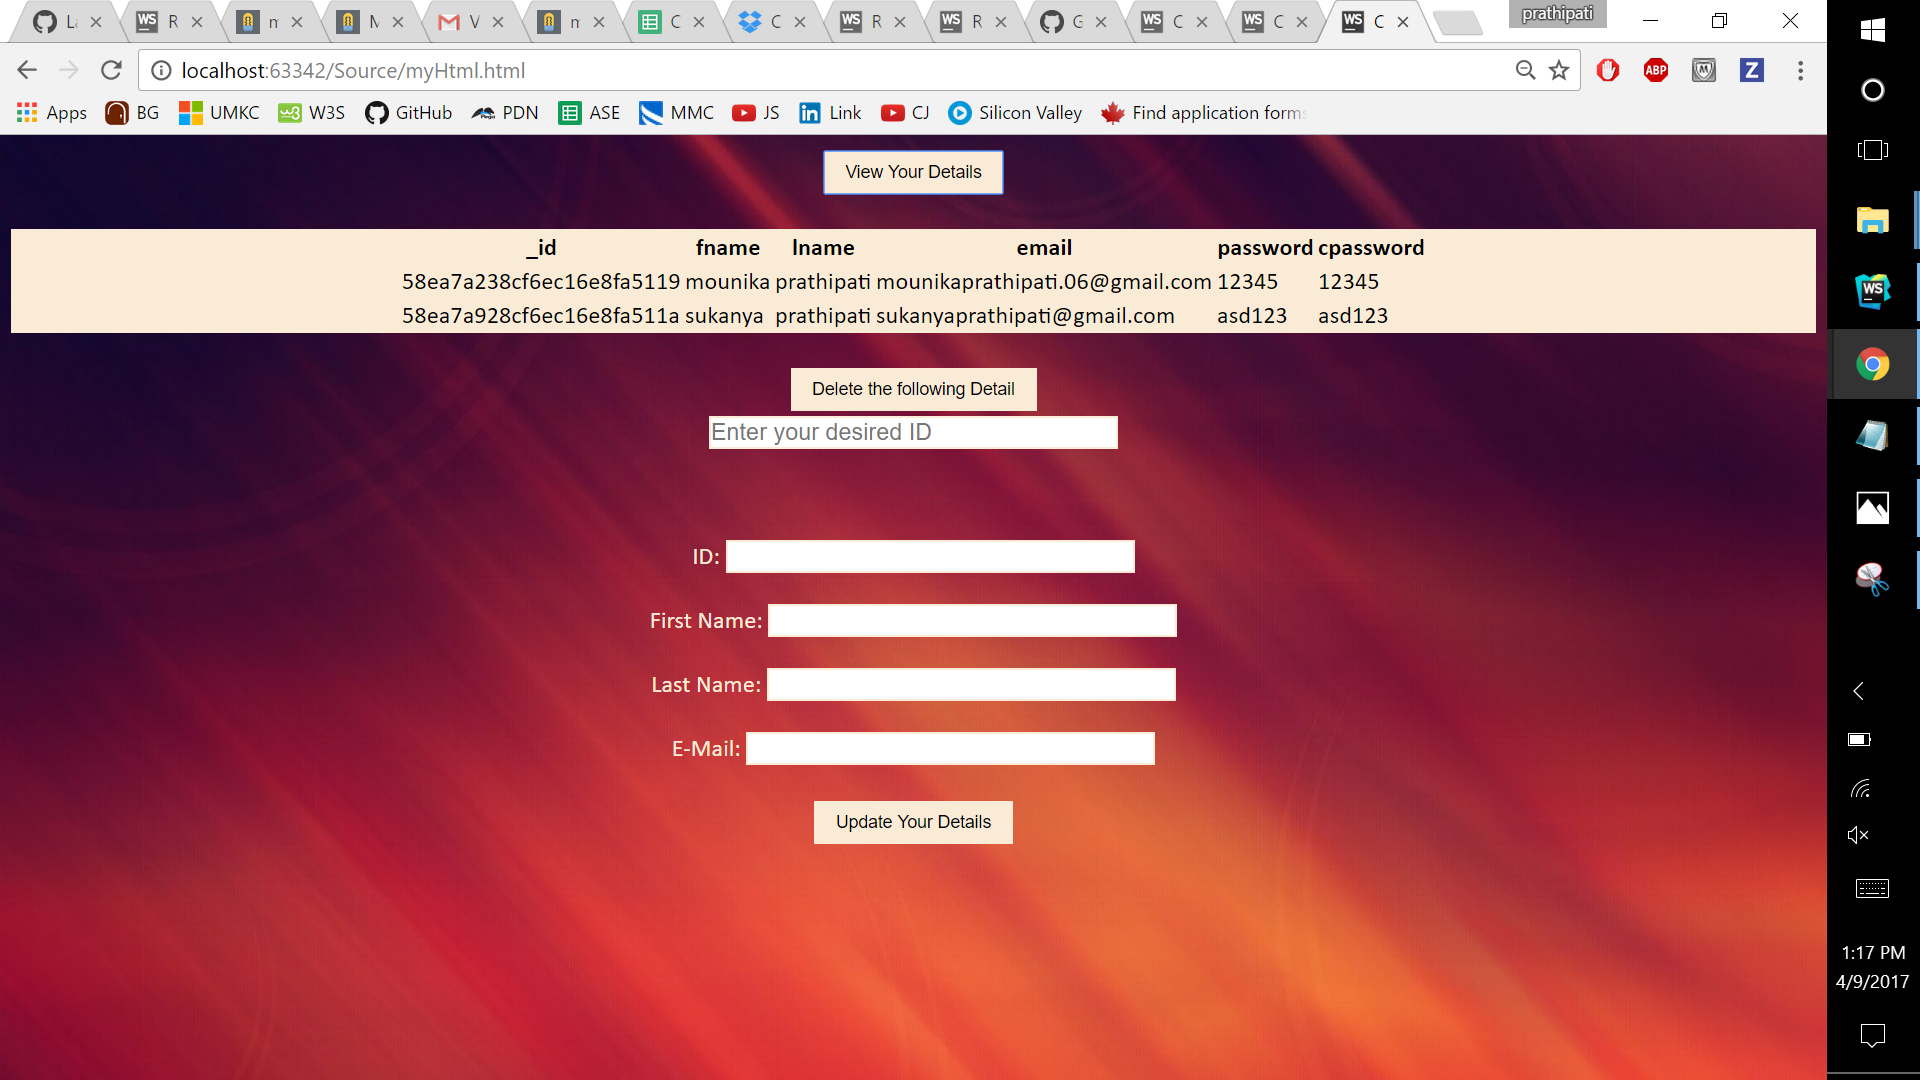 prathipati
L
R
m
M
V
m
C
C
R
R
G
C
C
C
localhost:63342/Source/myHtml.html
ABP
Z
Apps BG UMKC W3S GitHub PDN ASE MMC JS Link CJ Silicon Valley Find application forms
View Your Details
_id fname lname email password cpassword
58ea7a238cf6ec16e8fa5119 mounika prathipati mounikaprathipati.06@gmail.com 12345 12345
58ea7a928cf6ec16e8fa511a sukanya prathipati sukanyaprathipati@gmail.com asd123 asd123
Delete the following Detail
Enter your desired ID
ID:
First Name:
Last Name:
E-Mail:
Update Your Details
1:17 PM
4/9/2017